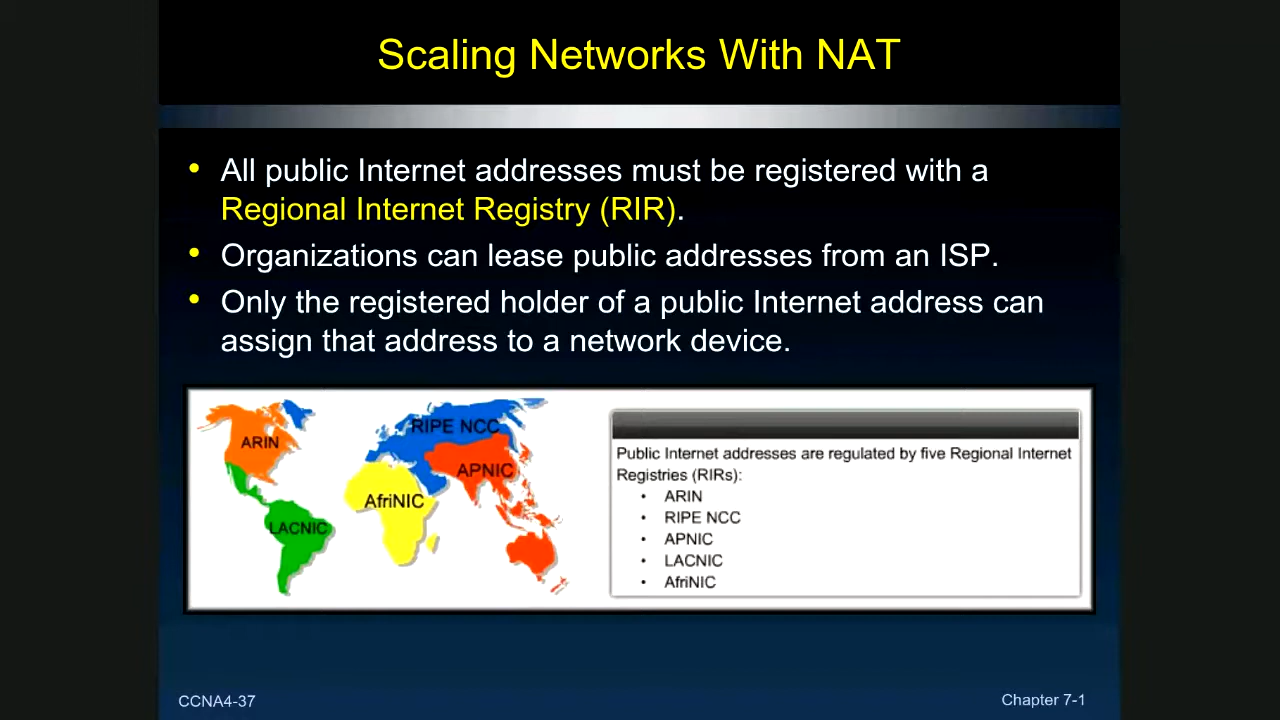 Scaling Networks With NAT
• All public Internet addresses must be registered with a
Regional Internet Registry (RIR).
• Organizations can lease public addresses from an ISP.
• Only the registered holder of a public Internet address can
assign that address to a network device.
ARIN
RIPE NCC
APNIC
AfriNIC
LACNIC
Public Internet addresses are regulated by five Regional Internet
Registries (RIRs):
• ARIN
• RIPE NCC
• APNIC
• LACNIC
• AfriNIC
CCNA4-37
Chapter 7-1